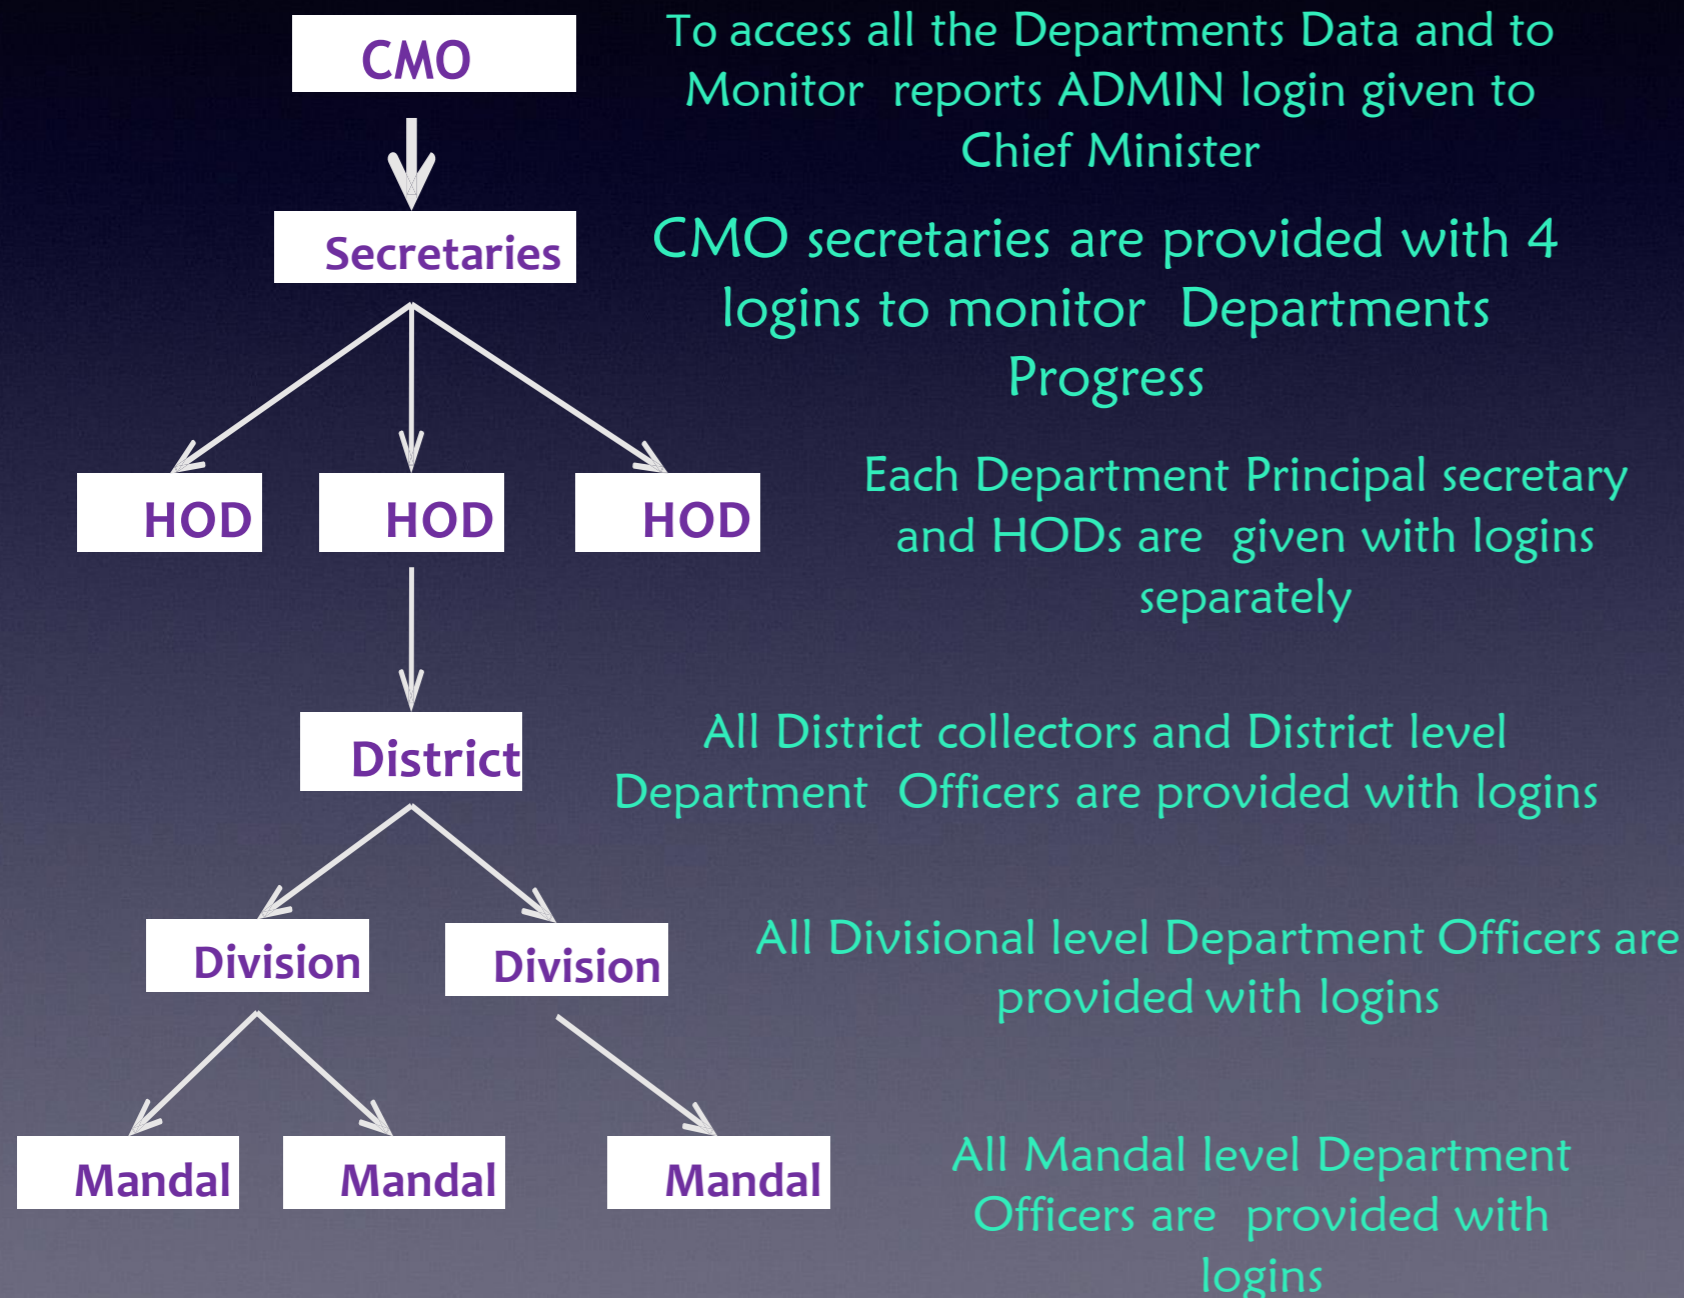 CMO
To access all the Departments Data and to
Monitor reports ADMIN login given to
Chief Minister
Secretaries
CMO secretaries are provided with 4
logins to monitor Departments
Progress
HOD
HOD
HOD
Each Department Principal secretary
and HODs are given with logins
separately
District
All District collectors and District level
Department Officers are provided with logins
Division
Division
All Divisional level Department Officers are
provided with logins
Mandal
Mandal
Mandal
All Mandal level Department
Officers are provided with
logins